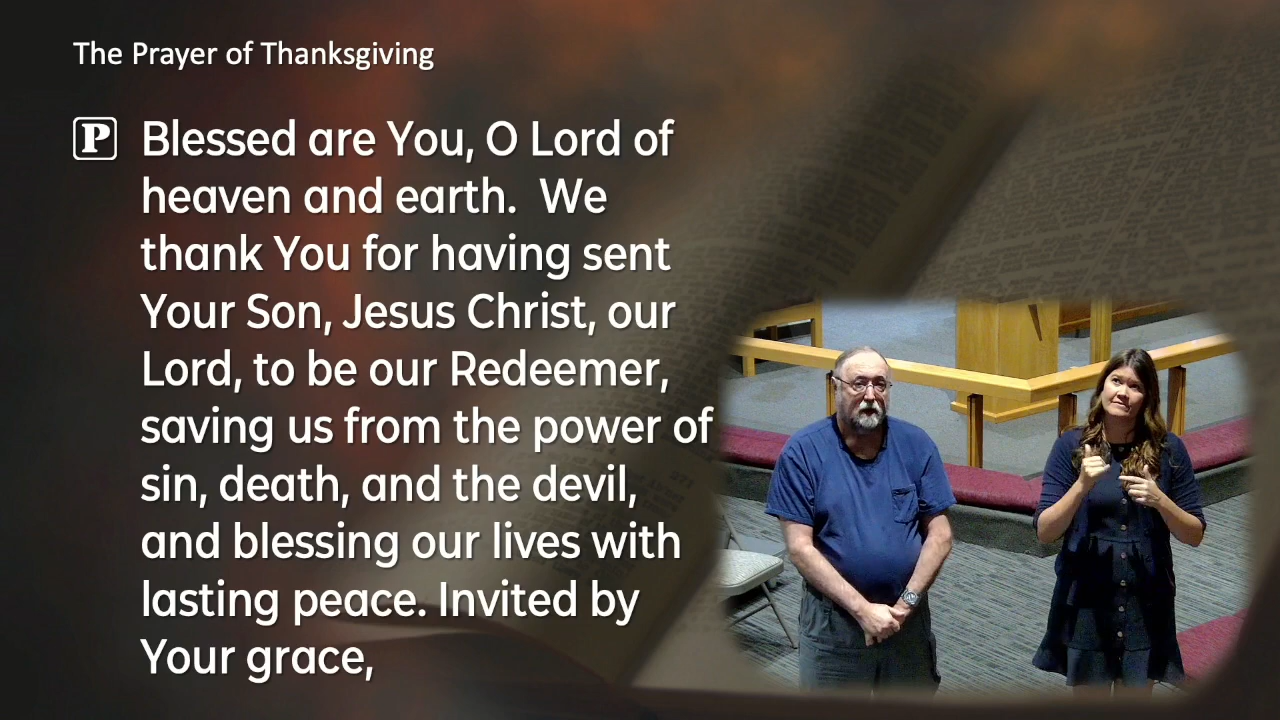 The Prayer of Thanksgiving
P Blessed are You, O Lord of
heaven and earth.  We
thank You for having sent
Your Son, Jesus Christ, our
Lord, to be our Redeemer,
saving us from the power of
sin, death, and the devil,
and blessing our lives with
lasting peace. Invited by
Your grace,